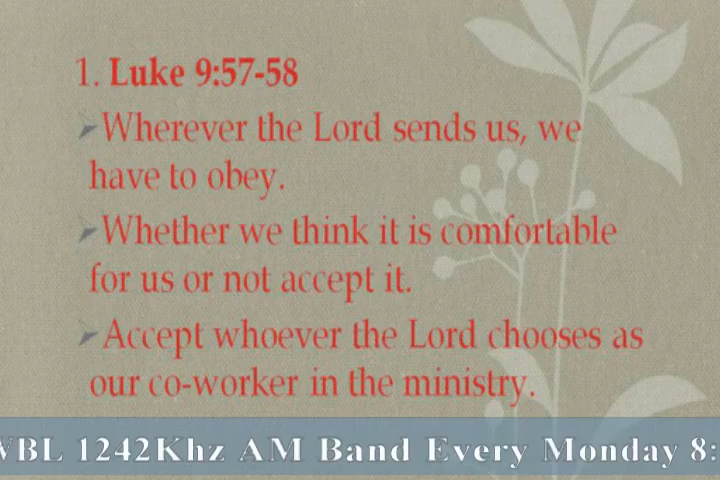 1. Luke 9:57-58
Wherever the Lord sends us, we
have to obey.
Whether we think it is comfortable
for us or not accept it.
Accept whoever the Lord chooses as
our co-worker in the ministry.
WBL 1242Khz AM Band Every Monday 8: